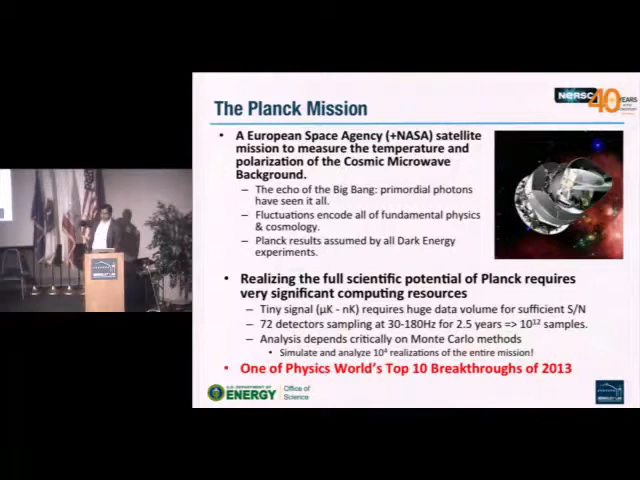 NERSC
40 YEARS
The Planck Mission
• A European Space Agency (+NASA) satellite
mission to measure the temperature and
polarization of the Cosmic Microwave
Background.
– The echo of the Big Bang: primordial photons
have seen it all.
– Fluctuations encode all of fundamental physics
& cosmology.
– Planck results assumed by all Dark Energy
experiments.
• Realizing the full scientific potential of Planck requires
very significant computing resources
– Tiny signal (μK - nK) requires huge data volume for sufficient S/N
– 72 detectors sampling at 30-180Hz for 2.5 years => 10¹² samples.
– Analysis depends critically on Monte Carlo methods
• Simulate and analyze 10⁴ realizations of the entire mission!
• One of Physics World's Top 10 Breakthroughs of 2013
U.S. DEPARTMENT OF
ENERGY
Office of
Science
BERKELEY LAB